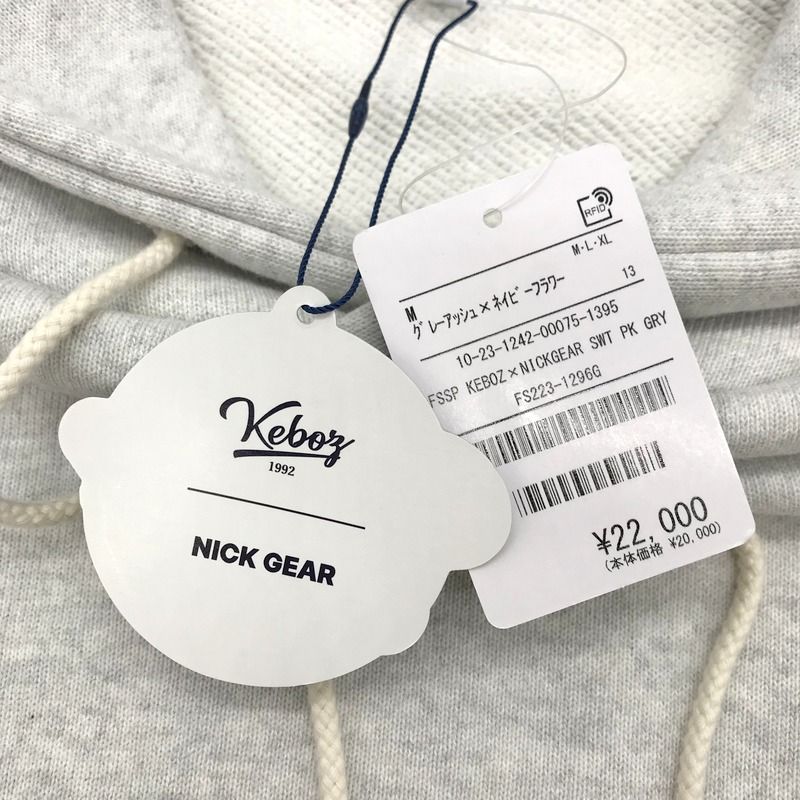 Keboz
1992
NICK GEAR
RFID
M・L・XL
M
グレーアッシュ×ネイビーフラワー 13
10-23-1242-00075-1395
FSSP KEBOZ×NICKGEAR SWT PK GRY
FS223-1296G
¥22,000
(本体価格 ¥20,000)